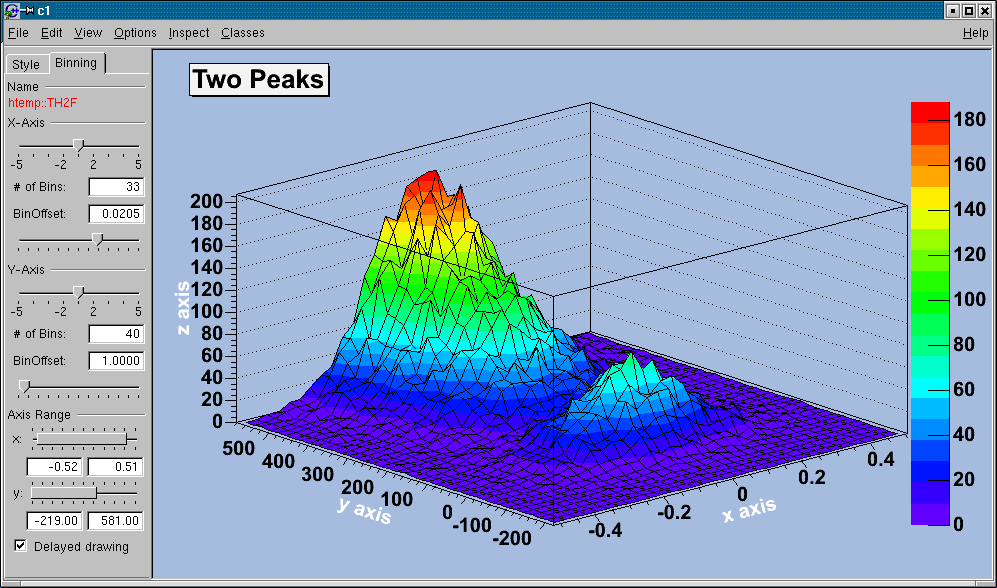 c1
File Edit View Options Inspect Classes Help
Style Binning
Name
htemp::TH2F
X-Axis
-5 -2 2 5
# of Bins: 33
BinOffset: 0.0205
Y-Axis
-5 -2 2 5
# of Bins: 40
BinOffset: 1.0000
Axis Range
x:
-0.52 0.51
y:
-219.00 581.00
Delayed drawing
Two Peaks
z axis
200
180
160
140
120
100
80
60
40
20
0
500 400 300 200 100 0 -100 -200
y axis
-0.4 -0.2 0 0.2 0.4
x axis
180
160
140
120
100
80
60
40
20
0